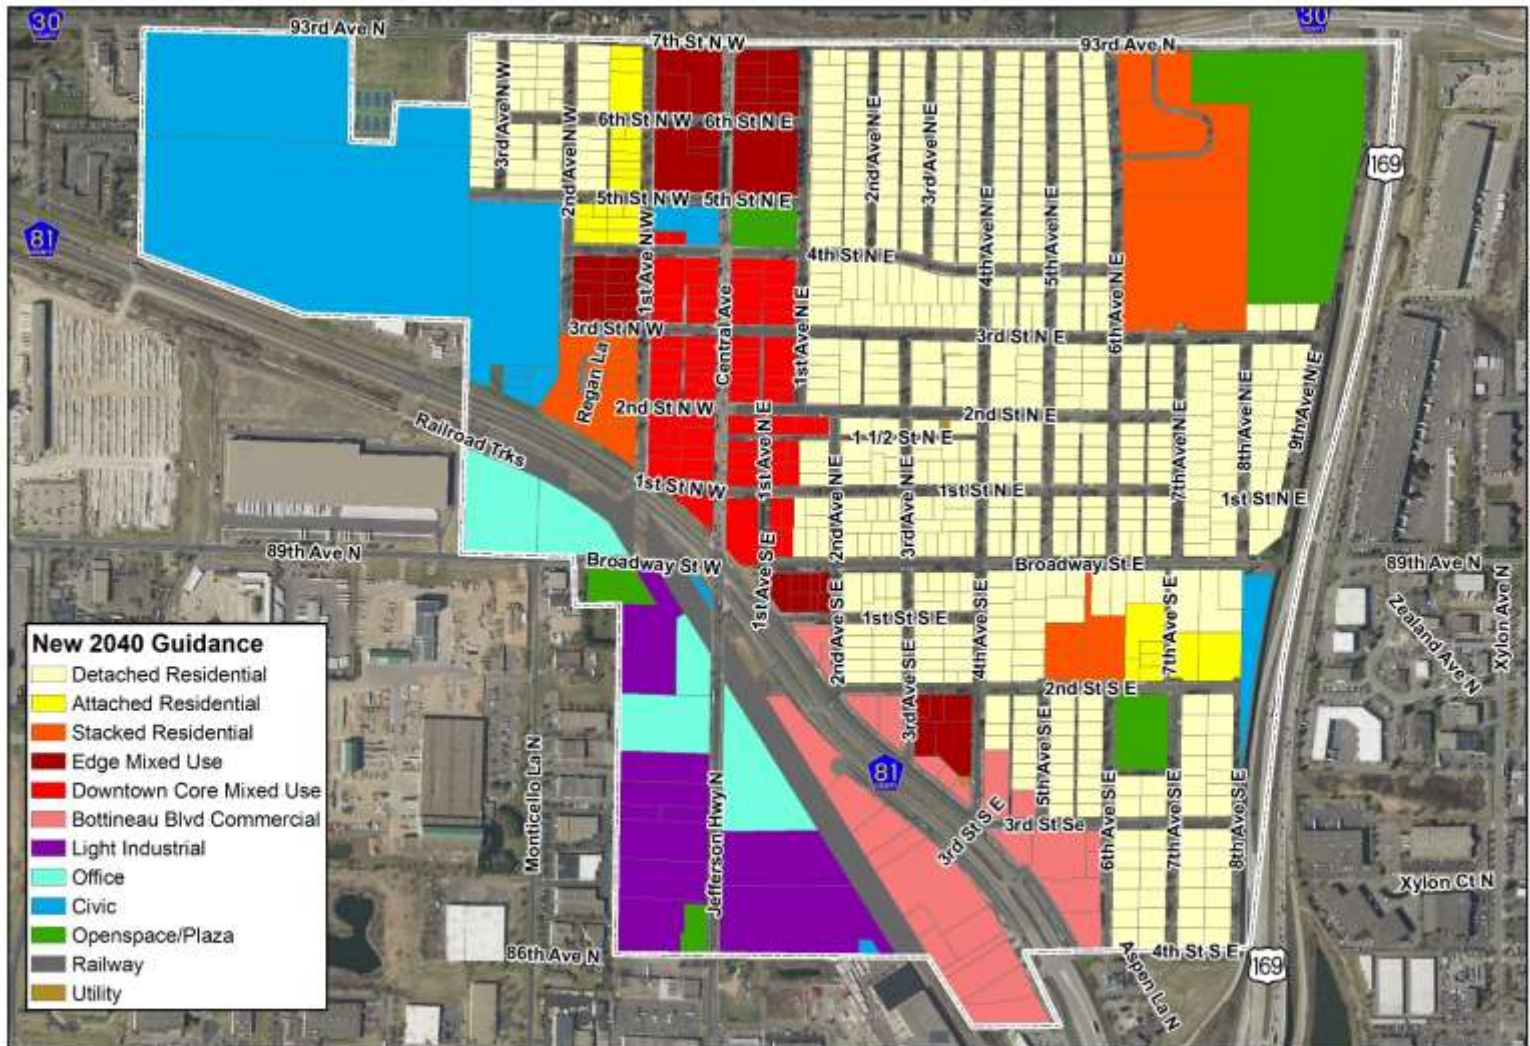 30
93rd Ave N
7th St N W
93rd Ave N
30
3rd Ave N W
2nd Ave N W
6th St N W
6th St N E
2nd Ave N E
3rd Ave N E
4th Ave N E
5th Ave N E
169
5th St N W
5th St N E
81
1st Ave N W
4th St N E
6th Ave N E
3rd St N W
Central Ave
1st Ave N E
3rd St N E
Regan La
2nd St N W
2nd St N E
1 1/2 St N E
7th Ave N E
8th Ave N E
9th Ave N E
Railroad Trks
1st Ave N E
1st St N W
2nd Ave N E
3rd Ave N E
1st St N E
1st St N E
89th Ave N
Broadway St W
1st Ave S E
Broadway St E
89th Ave N
2nd Ave S E
1st St S E
3rd Ave S E
4th Ave S E
7th Ave S E
Zealand Ave N
Xylon Ave N
2nd St S E
New 2040 Guidance
Detached Residential
Attached Residential
Stacked Residential
Edge Mixed Use
Downtown Core Mixed Use
Bottineau Blvd Commercial
Light Industrial
Office
Civic
Openspace/Plaza
Railway
Utility
Monticello La N
Jefferson Hwy N
81
5th Ave S E
3rd St S E
3rd St Se
6th Ave S E
7th Ave S E
8th Ave S E
Xylon Ct N
86th Ave N
4th St S E
Aspen La N
169